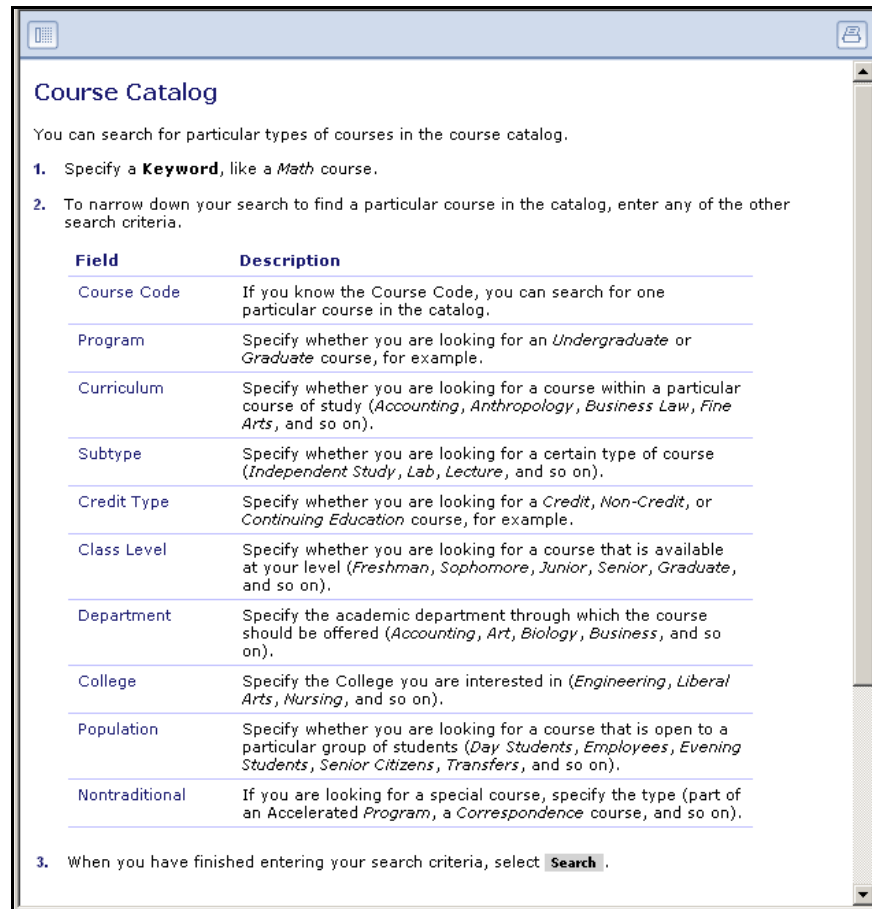 Course Catalog
You can search for particular types of courses in the course catalog.
1. Specify a Keyword, like a Math course.
2. To narrow down your search to find a particular course in the catalog, enter any of the other
search criteria.
Field Description
Course Code If you know the Course Code, you can search for one
particular course in the catalog.
Program Specify whether you are looking for an Undergraduate or
Graduate course, for example.
Curriculum Specify whether you are looking for a course within a particular
course of study (Accounting, Anthropology, Business Law, Fine
Arts, and so on).
Subtype Specify whether you are looking for a certain type of course
(Independent Study, Lab, Lecture, and so on).
Credit Type Specify whether you are looking for a Credit, Non-Credit, or
Continuing Education course, for example.
Class Level Specify whether you are looking for a course that is available
at your level (Freshman, Sophomore, Junior, Senior, Graduate,
and so on).
Department Specify the academic department through which the course
should be offered (Accounting, Art, Biology, Business, and so
on).
College Specify the College you are interested in (Engineering, Liberal
Arts, Nursing, and so on).
Population Specify whether you are looking for a course that is open to a
particular group of students (Day Students, Employees, Evening
Students, Senior Citizens, Transfers, and so on).
Nontraditional If you are looking for a special course, specify the type (part of
an Accelerated Program, a Correspondence course, and so on).
3. When you have finished entering your search criteria, select Search .